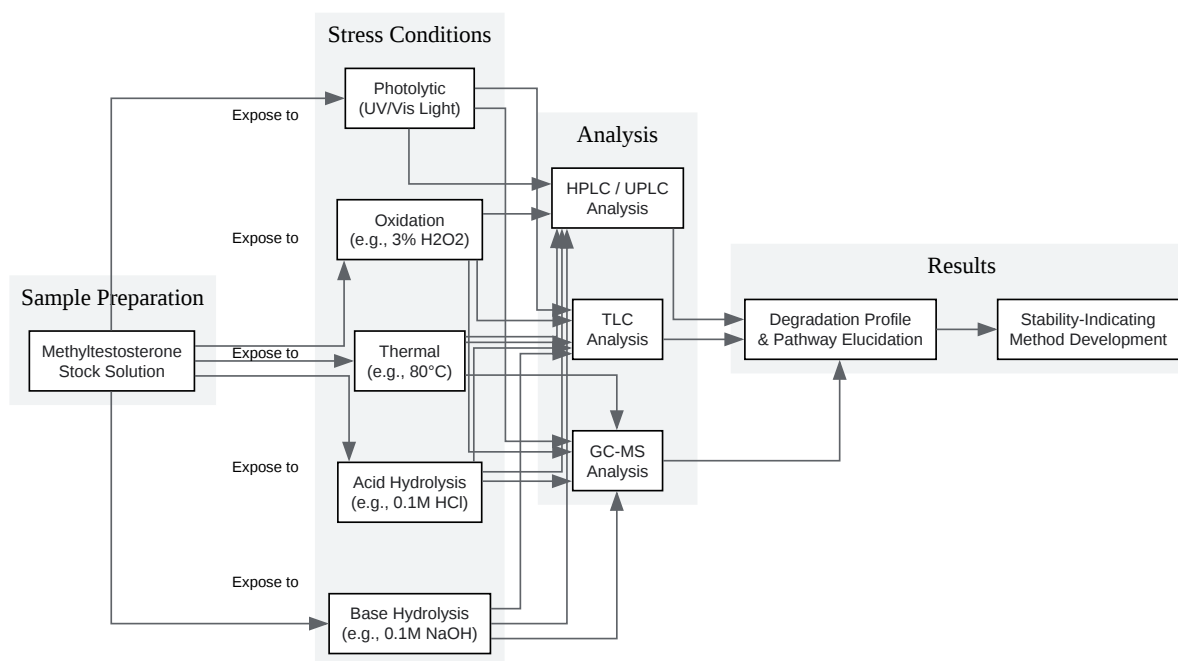 Stress Conditions
Photolytic
(UV/Vis Light)
Expose to
Analysis
HPLC / UPLC
Analysis
Oxidation
(e.g., 3% H2O2)
Expose to
Results
Sample Preparation
TLC
Analysis
Degradation Profile
& Pathway Elucidation
Stability-Indicating
Method Development
Methyltestosterone
Stock Solution
Expose to
Thermal
(e.g., 80°C)
GC-MS
Analysis
Expose to
Acid Hydrolysis
(e.g., 0.1M HCl)
Expose to
Base Hydrolysis
(e.g., 0.1M NaOH)